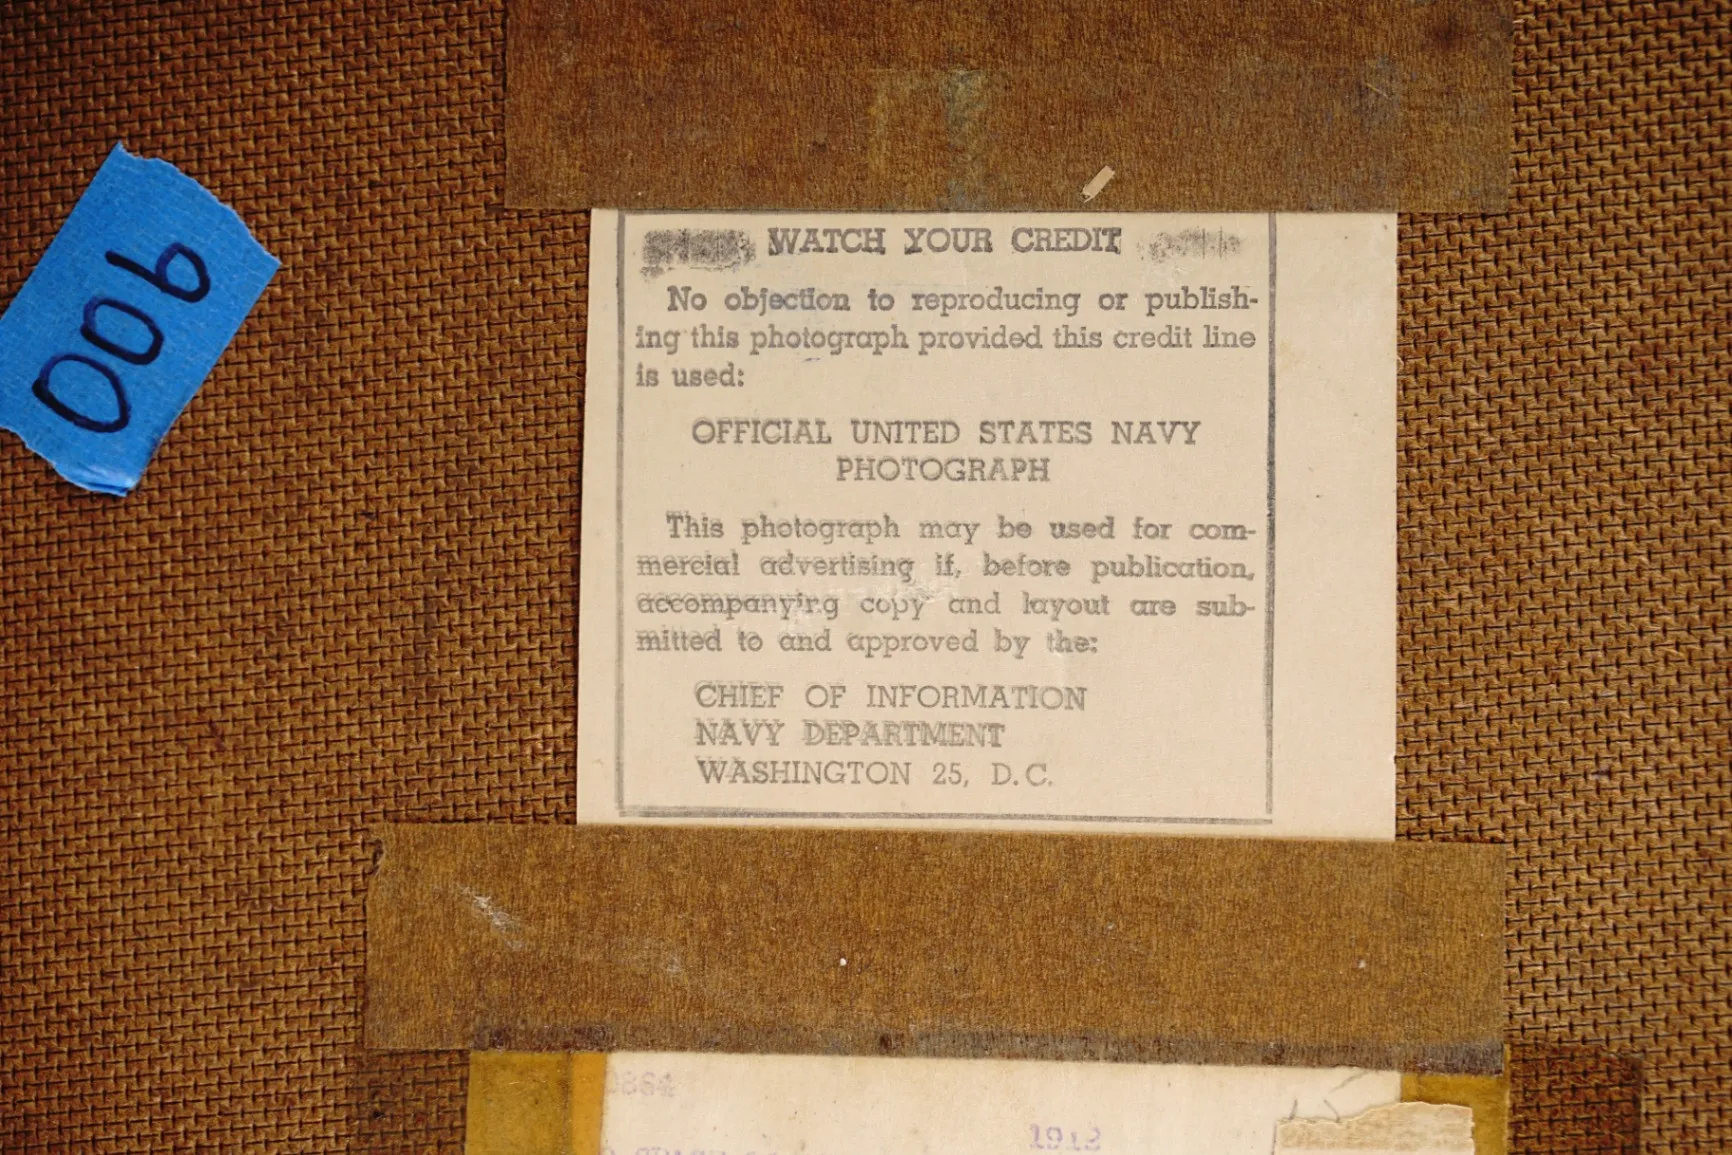 006
WATCH YOUR CREDIT
No objection to reproducing or publish-
ing this photograph provided this credit line
is used:
OFFICIAL UNITED STATES NAVY
PHOTOGRAPH
This photograph may be used for com-
mercial advertising if, before publication,
accompanying copy and layout are sub-
mitted to and approved by the:
CHIEF OF INFORMATION
NAVY DEPARTMENT
WASHINGTON 25, D.C.
1912